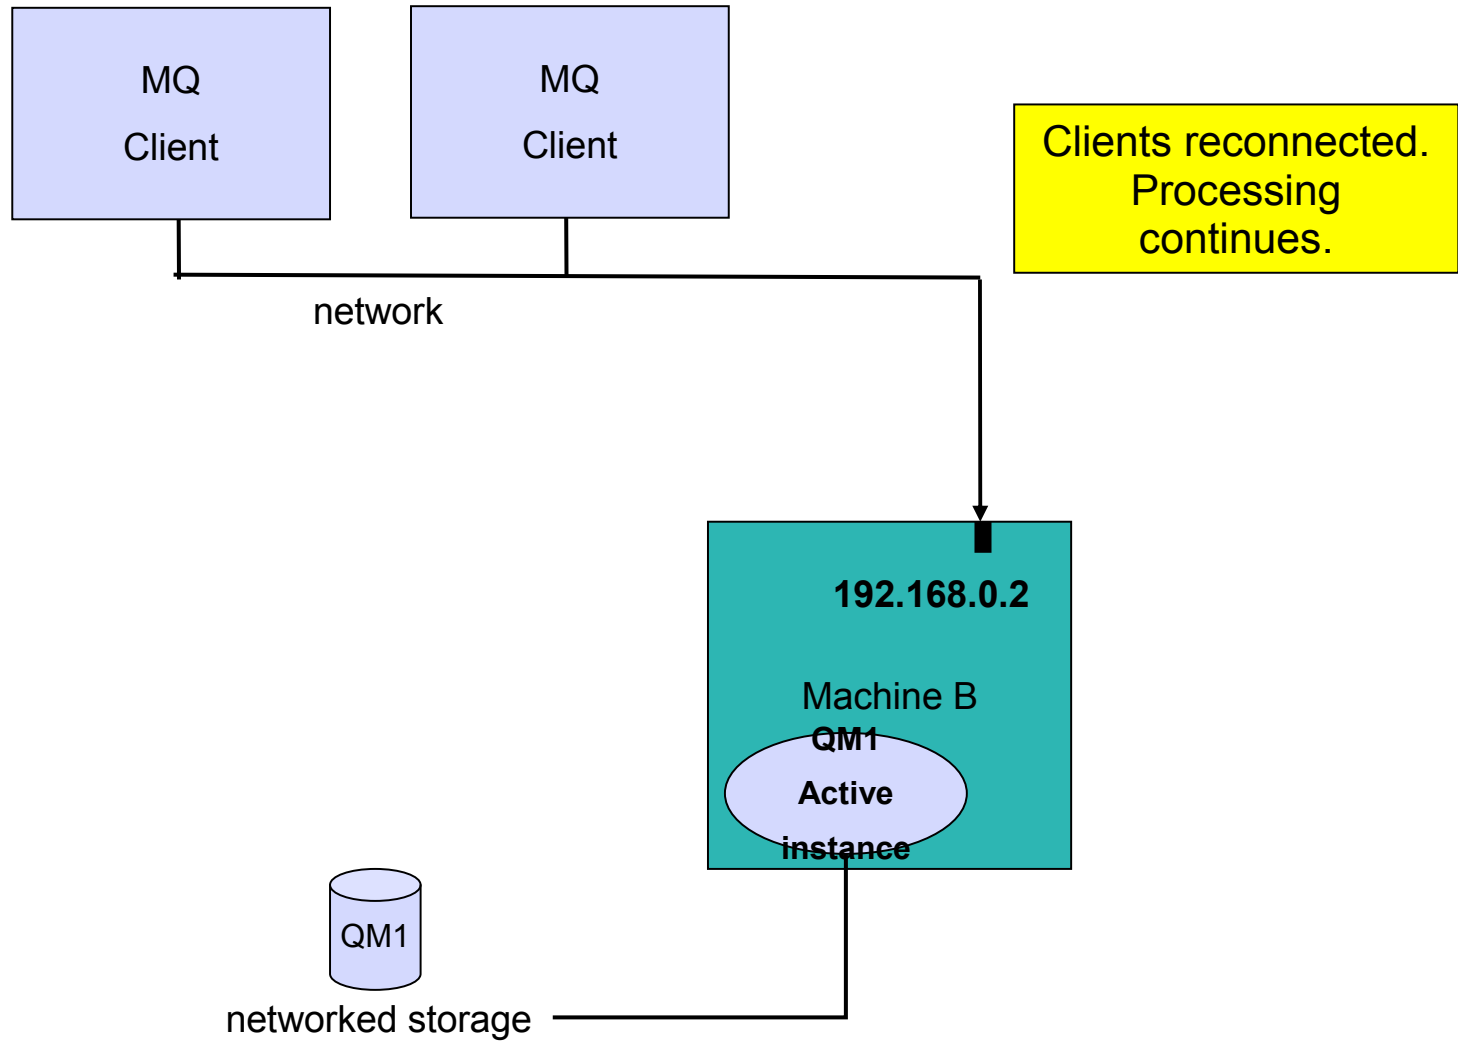 MQ
Client
MQ
Client
Clients reconnected.
Processing
continues.
network
192.168.0.2
Machine B
QM1
Active
instance
QM1
networked storage